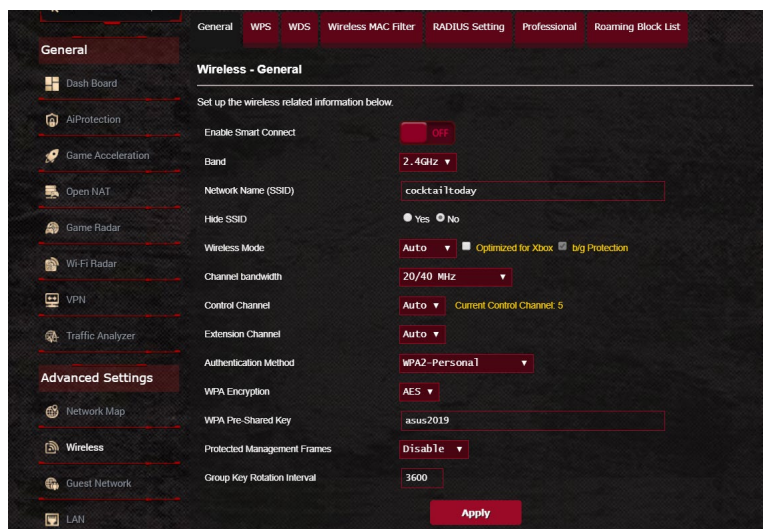 General WPS WDS Wireless MAC Filter RADIUS Setting Professional Roaming Block List
General
Dash Board
AiProtection
Game Acceleration
Open NAT
Game Radar
Wi-Fi Radar
VPN
Traffic Analyzer
Advanced Settings
Network Map
Wireless
Guest Network
LAN
Wireless - General
Set up the wireless related information below.
Enable Smart Connect OFF
Band 2.4GHz
Network Name (SSID) cocktailtoday
Hide SSID Yes No
Wireless Mode Auto Optimized for Xbox b/g Protection
Channel bandwidth 20/40 MHz
Control Channel Auto Current Control Channel: 5
Extension Channel Auto
Authentication Method WPA2-Personal
WPA Encryption AES
WPA Pre-Shared Key asus2019
Protected Management Frames Disable
Group Key Rotation Interval 3600
Apply